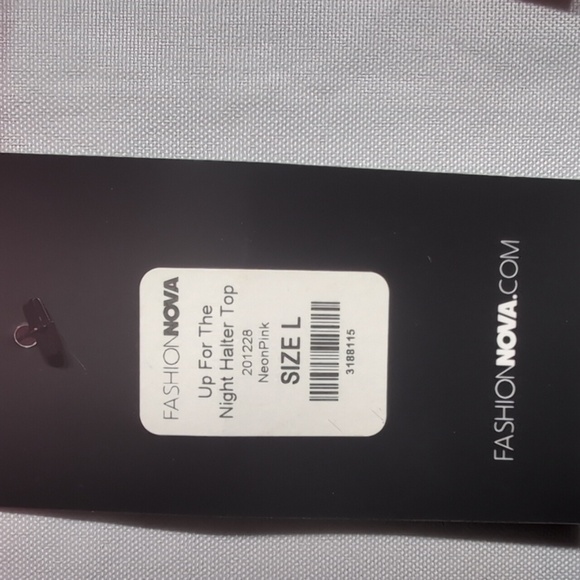 FASHIONNOVA
Up For The
Night Halter Top
201228
NeonPink
SIZE L
3188115
FASHIONNOVA.COM